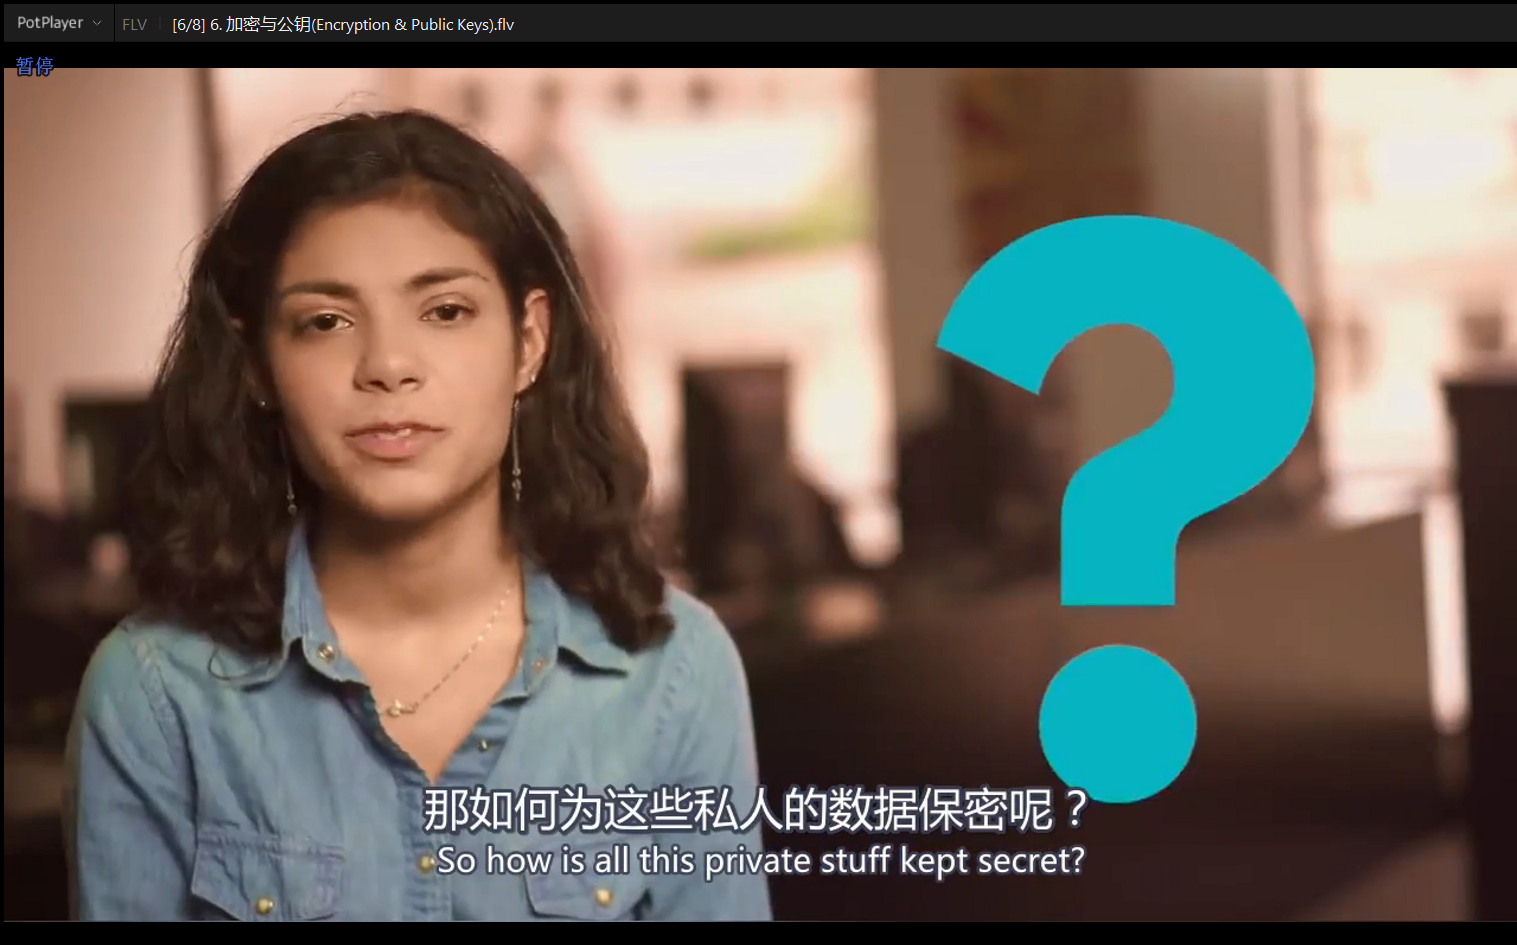 PotPlayer FLV [6/8] 6. 加密与公钥(Encryption & Public Keys).flv
暂停
?
那如何为这些私人的数据保密呢？
So how is all this private stuff kept secret?